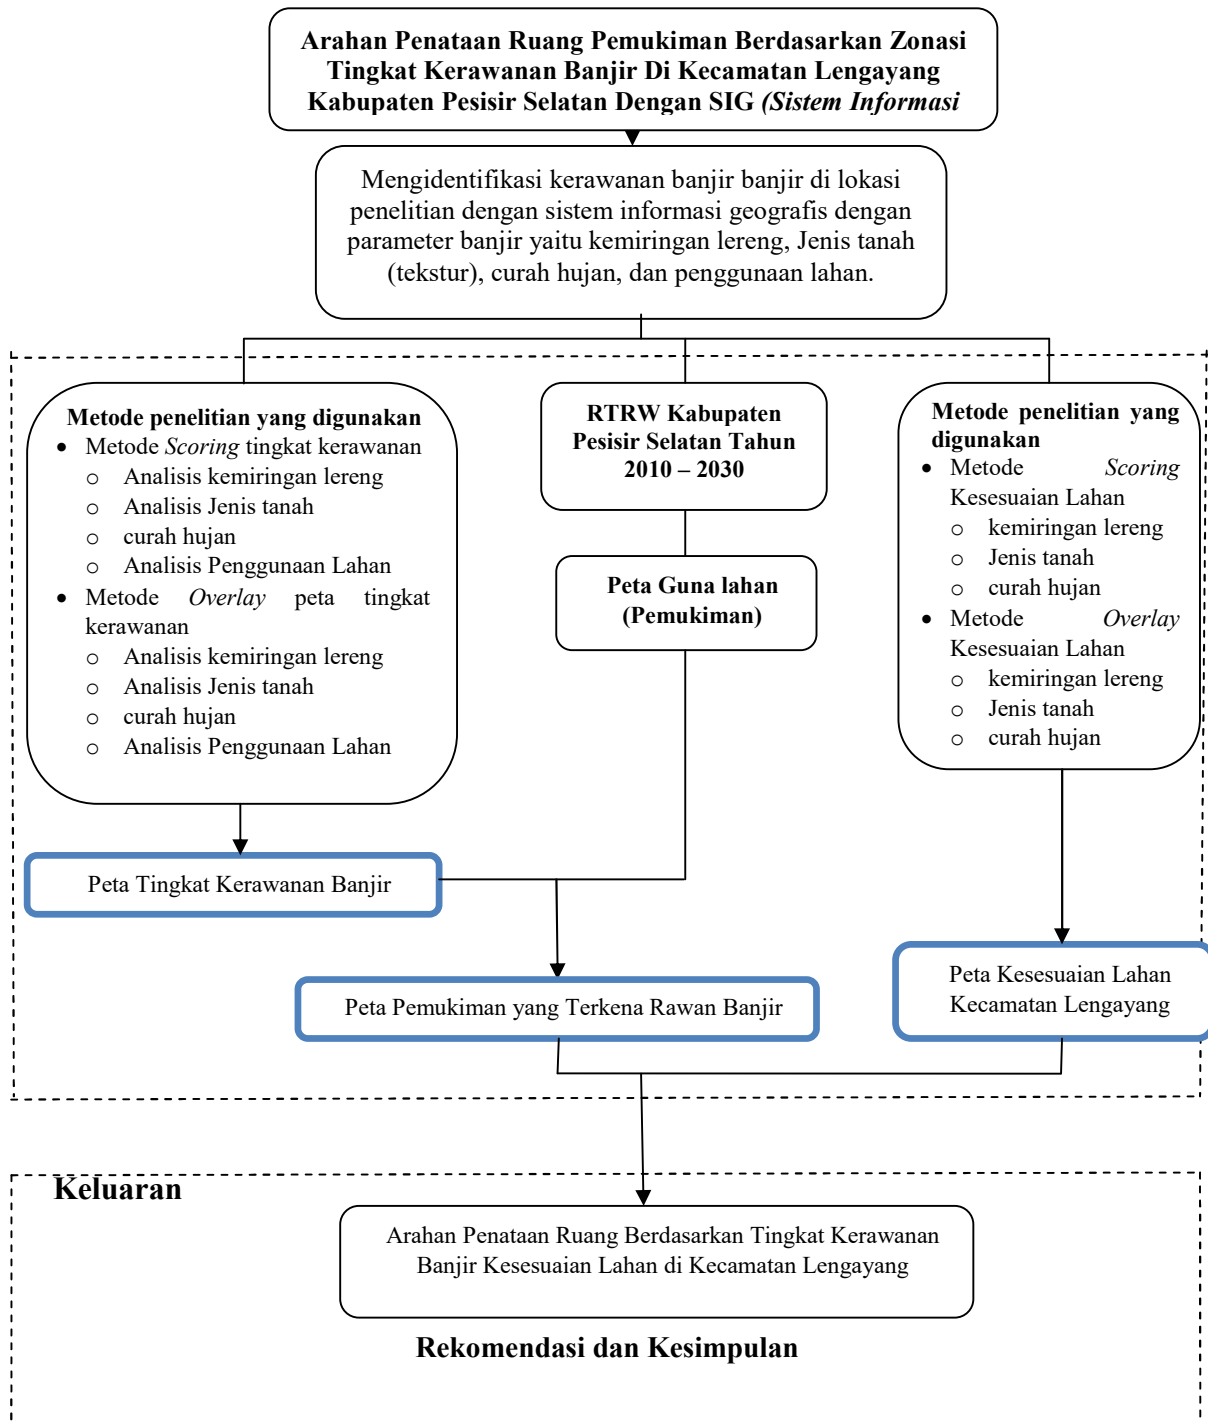 Arahan Penataan Ruang Pemukiman Berdasarkan Zonasi
Tingkat Kerawanan Banjir Di Kecamatan Lengayang
Kabupaten Pesisir Selatan Dengan SIG (Sistem Informasi
Mengidentifikasi kerawanan banjir banjir di lokasi
penelitian dengan sistem informasi geografis dengan
parameter banjir yaitu kemiringan lereng, Jenis tanah
(tekstur), curah hujan, dan penggunaan lahan.
Metode penelitian yang digunakan
• Metode Scoring tingkat kerawanan
o Analisis kemiringan lereng
o Analisis Jenis tanah
o curah hujan
o Analisis Penggunaan Lahan
• Metode Overlay peta tingkat
kerawanan
o Analisis kemiringan lereng
o Analisis Jenis tanah
o curah hujan
o Analisis Penggunaan Lahan
RTRW Kabupaten
Pesisir Selatan Tahun
2010 – 2030
Peta Guna lahan
(Pemukiman)
Metode penelitian yang
digunakan
• Metode Scoring
Kesesuaian Lahan
o kemiringan lereng
o Jenis tanah
o curah hujan
• Metode Overlay
Kesesuaian Lahan
o kemiringan lereng
o Jenis tanah
o curah hujan
Peta Tingkat Kerawanan Banjir
Peta Pemukiman yang Terkena Rawan Banjir
Peta Kesesuaian Lahan
Kecamatan Lengayang
Keluaran
Arahan Penataan Ruang Berdasarkan Tingkat Kerawanan
Banjir Kesesuaian Lahan di Kecamatan Lengayang
Rekomendasi dan Kesimpulan